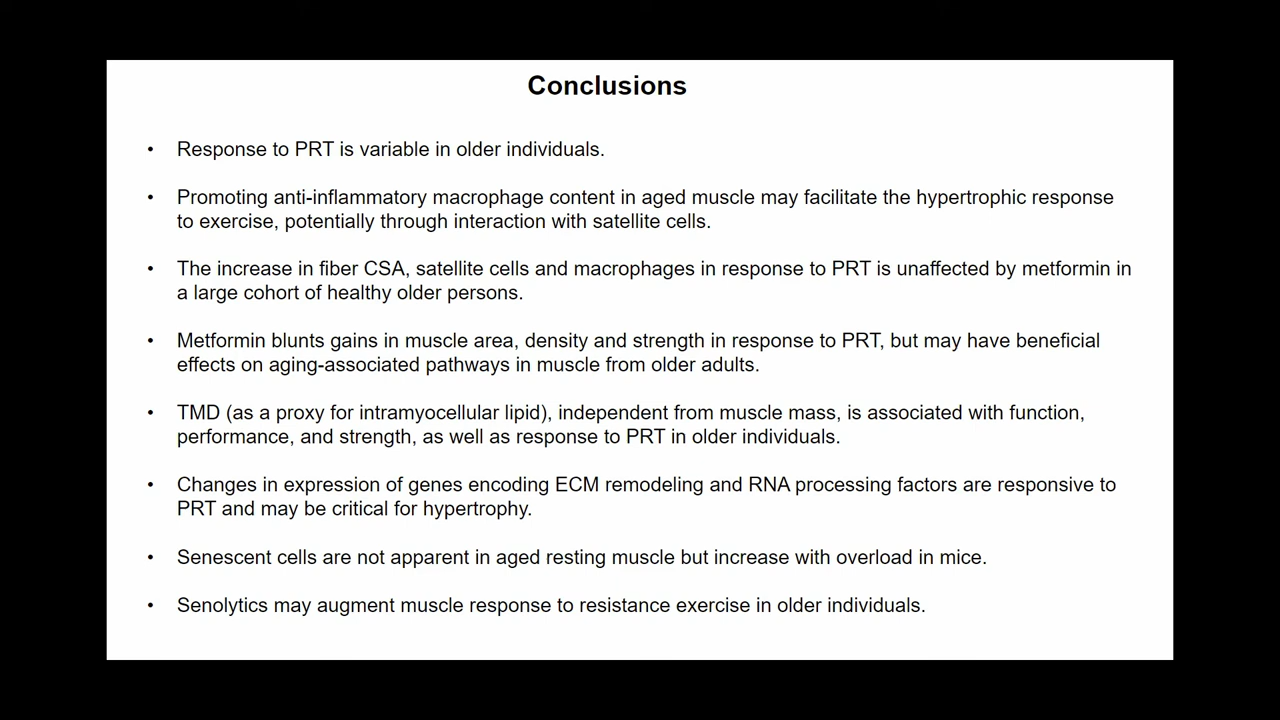 Conclusions
• Response to PRT is variable in older individuals.
• Promoting anti-inflammatory macrophage content in aged muscle may facilitate the hypertrophic response
to exercise, potentially through interaction with satellite cells.
• The increase in fiber CSA, satellite cells and macrophages in response to PRT is unaffected by metformin in
a large cohort of healthy older persons.
• Metformin blunts gains in muscle area, density and strength in response to PRT, but may have beneficial
effects on aging-associated pathways in muscle from older adults.
• TMD (as a proxy for intramyocellular lipid), independent from muscle mass, is associated with function,
performance, and strength, as well as response to PRT in older individuals.
• Changes in expression of genes encoding ECM remodeling and RNA processing factors are responsive to
PRT and may be critical for hypertrophy.
• Senescent cells are not apparent in aged resting muscle but increase with overload in mice.
• Senolytics may augment muscle response to resistance exercise in older individuals.